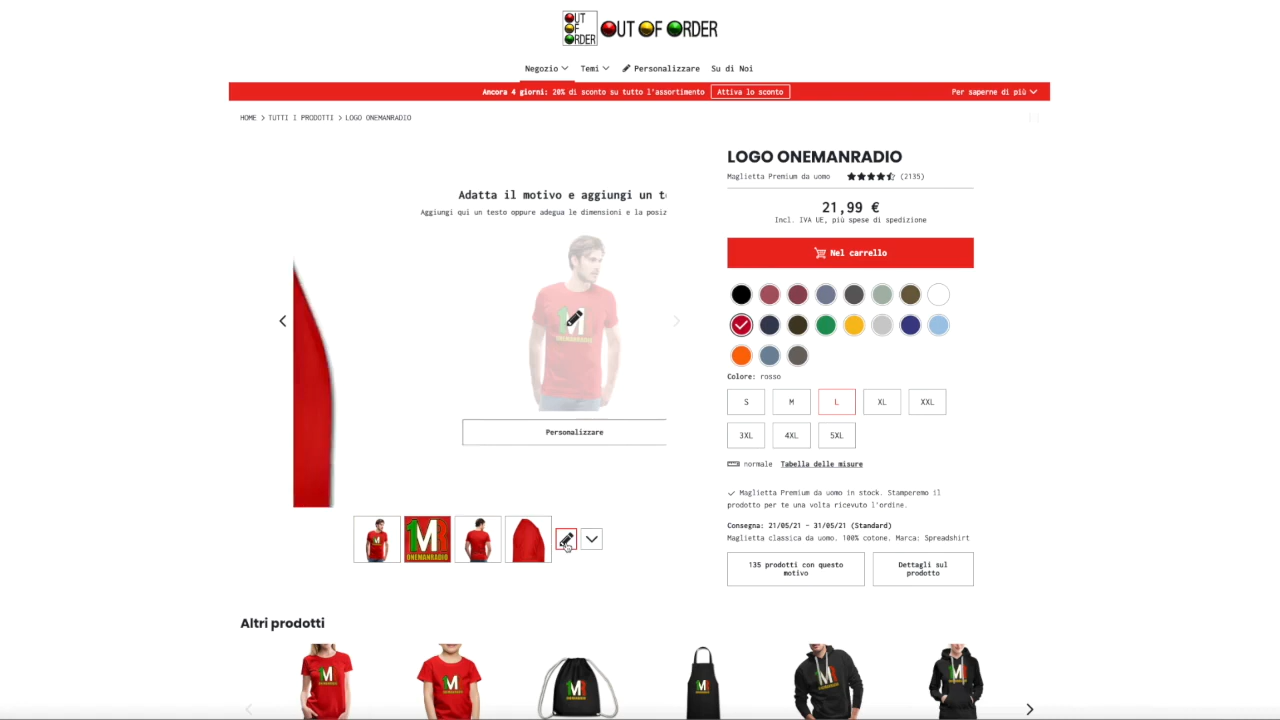 OUT
OF
ORDER
OUT OF ORDER
Negozio
Temi
Personalizzare
Su di Noi
Ancora 4 giorni: 20% di sconto su tutto l'assortimento
Attiva lo sconto
Per saperne di più
HOME > TUTTI I PRODOTTI > LOGO ONEMANRADIO
LOGO ONEMANRADIO
Maglietta Premium da uomo
(2135)
Adatta il motivo e aggiungi un
Aggiungi qui un testo oppure adegua le dimensioni e la
21,99 €
Incl. IVA UE, più spese di spedizione
Nel carrello
1M
ONEMANRADIO
Colore: rosso
S
M
L
XL
XXL
3XL
4XL
5XL
Personalizzare
normale
Tabella delle misure
Maglietta Premium da uomo in stock. Stamperemo il
prodotto per te una volta ricevuto l'ordine.
Consegna: 21/05/21 - 31/05/21 (Standard)
Maglietta classica da uomo. 100% cotone. Marca: Spreadshirt
1M3
ONEMANRADIO
135 prodotti con questo
motivo
Dettagli sul
prodotto
Altri prodotti